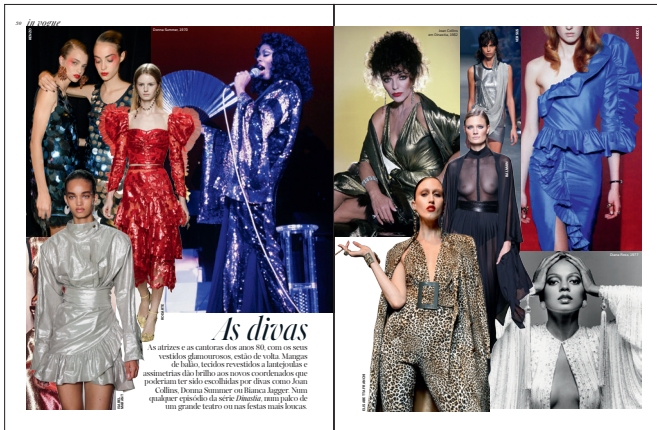 50 in vogue
Donna Summer, 1979
Joan Collins
em Dinastia, 1985
Diana Ross, 1977
As divas
As atrizes e as cantoras dos anos 80, com os seus
vestidos glamourosos, estão de volta. Mangas
de balão, tecidos revestidos a lantejoulas e
assimetrias dão brilho aos novos coordenados que
poderiam ter sido escolhidas por divas como Joan
Collins, Donna Summer ou Bianca Jagger. Num
qualquer episódio da série Dinastia, num palco de
um grande teatro ou nas festas mais loucas.